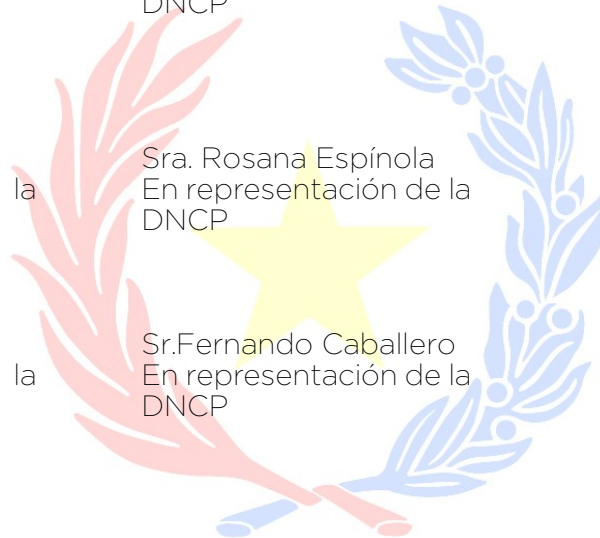 DNCP
Sra. Rosana Espínola
la En representación de la
DNCP
Sr.Fernando Caballero
la En representación de la
DNCP